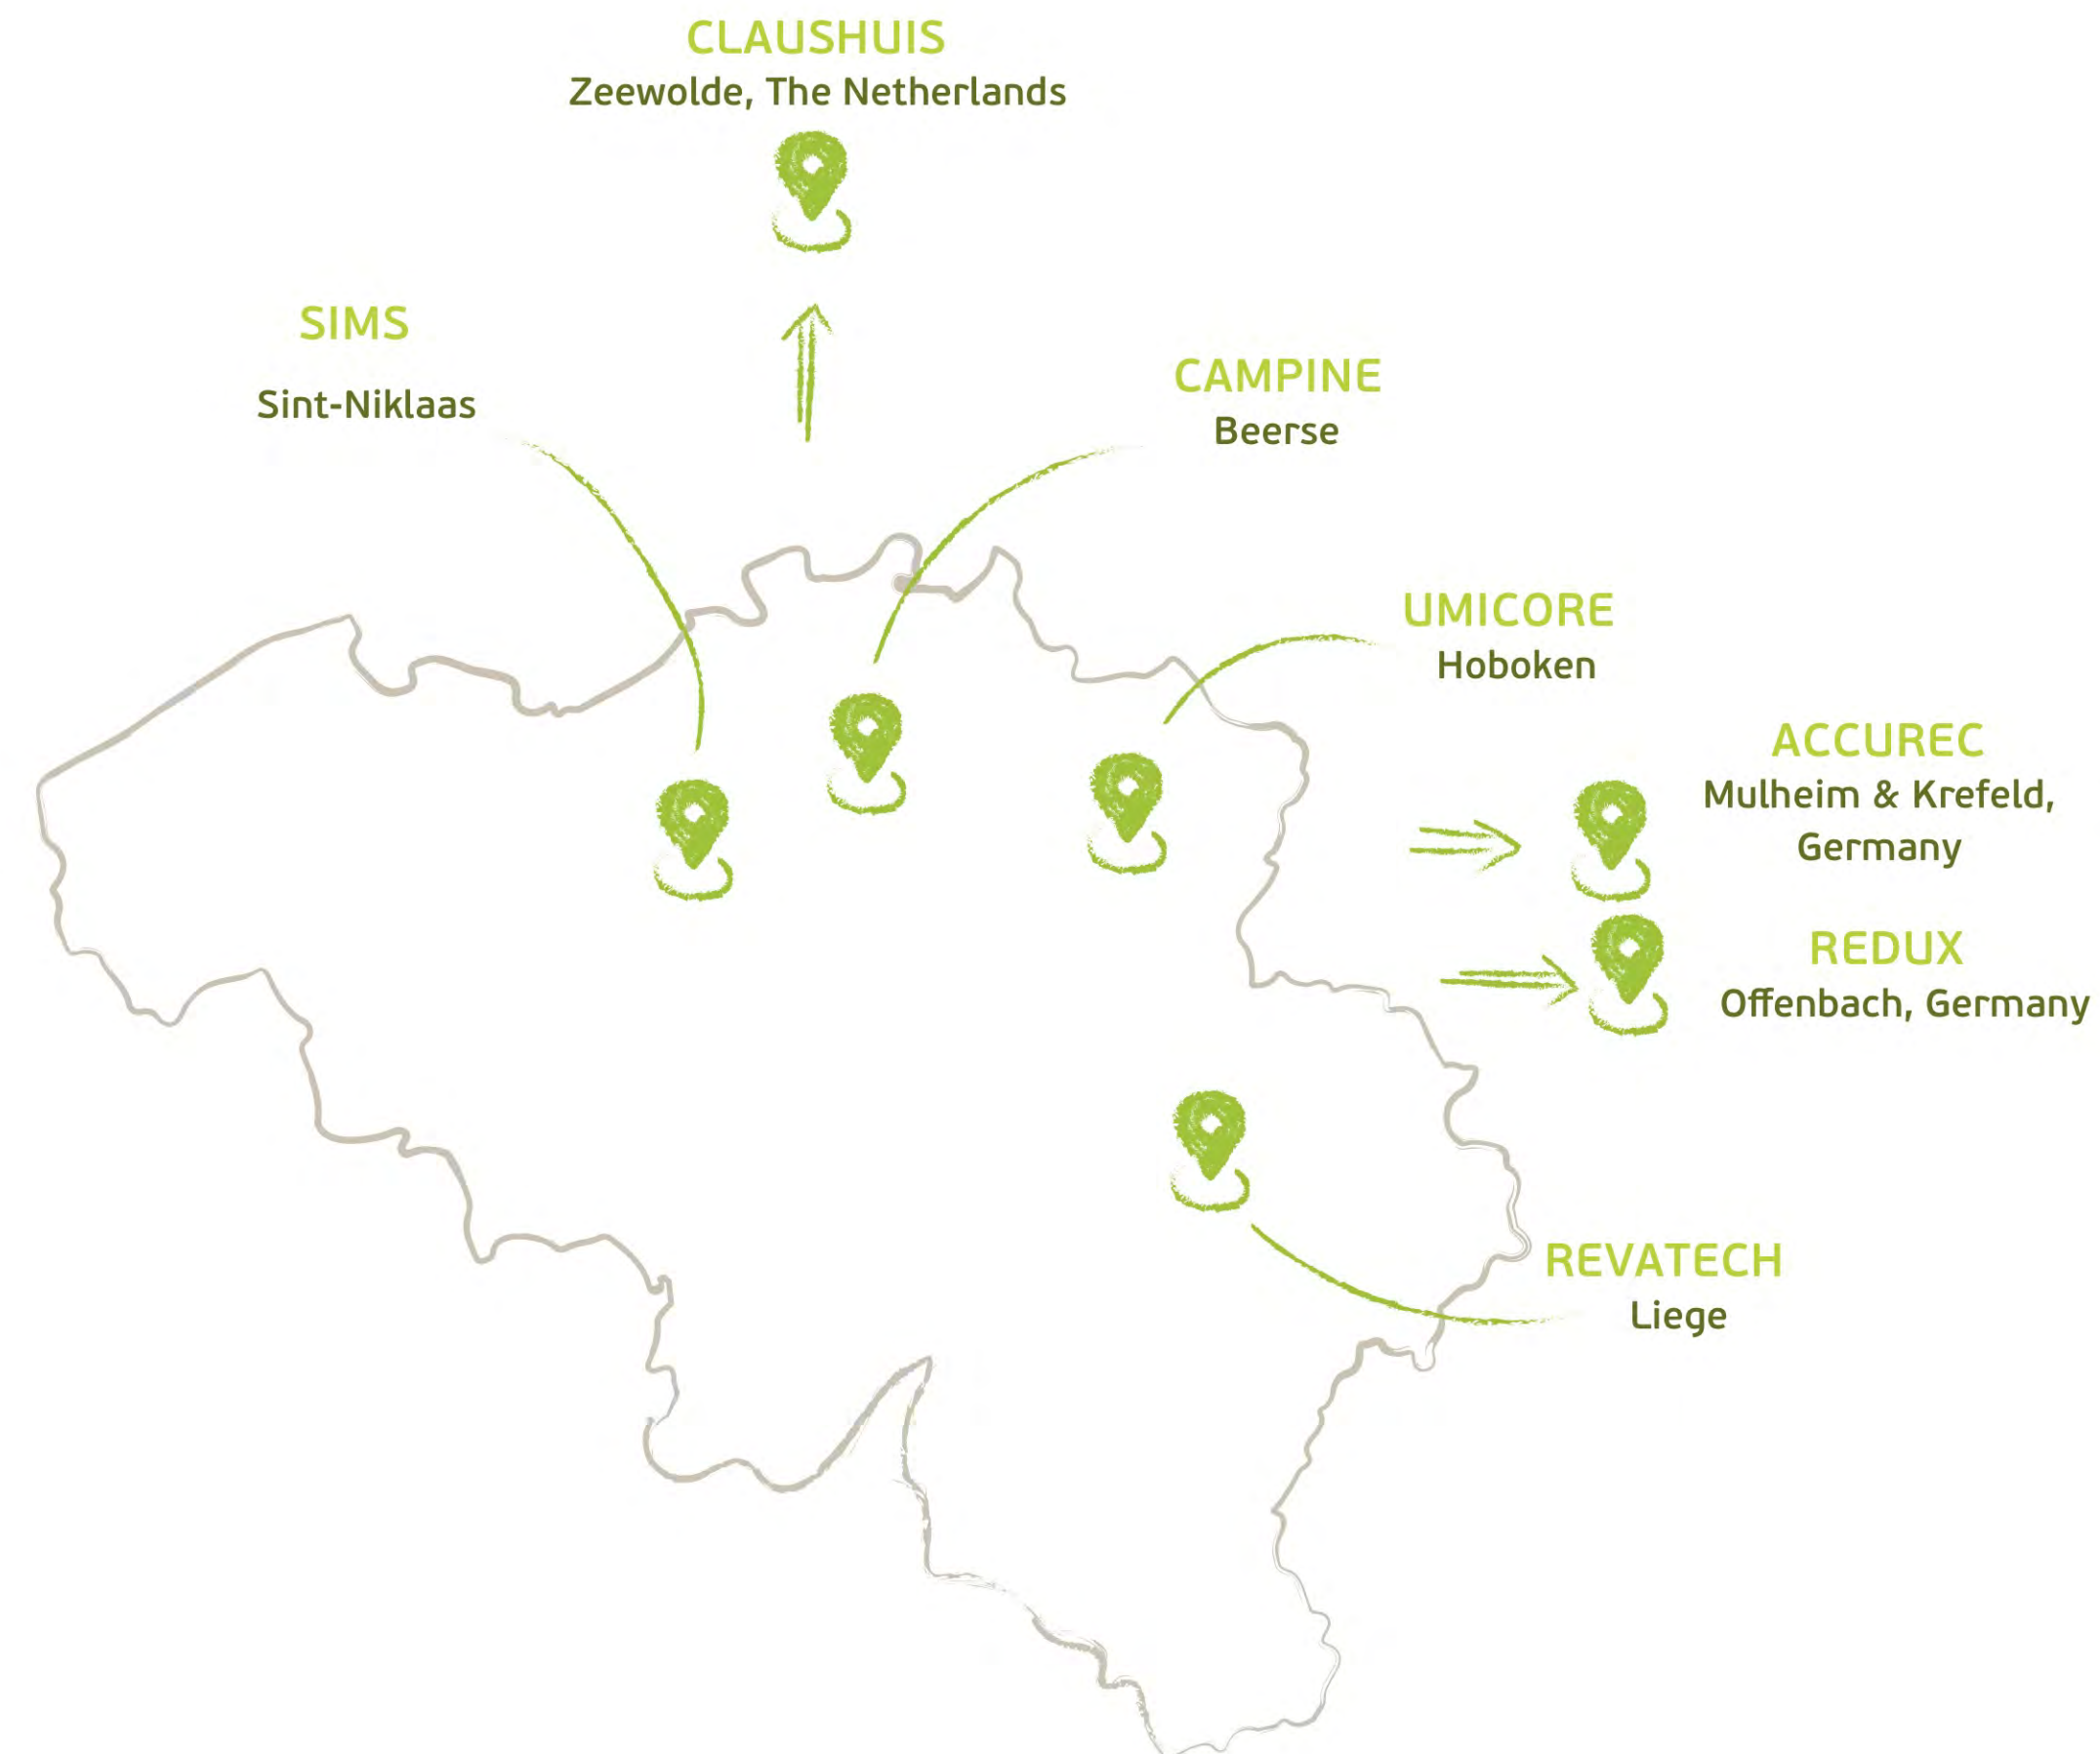 CLAUSHUIS
Zeewolde, The Netherlands
SIMS
Sint-Niklaas
CAMPINE
Beerse
UMICORE
Hoboken
ACCUREC
Mulheim & Krefeld,
Germany
REDUX
Offenbach, Germany
REVATECH
Liege